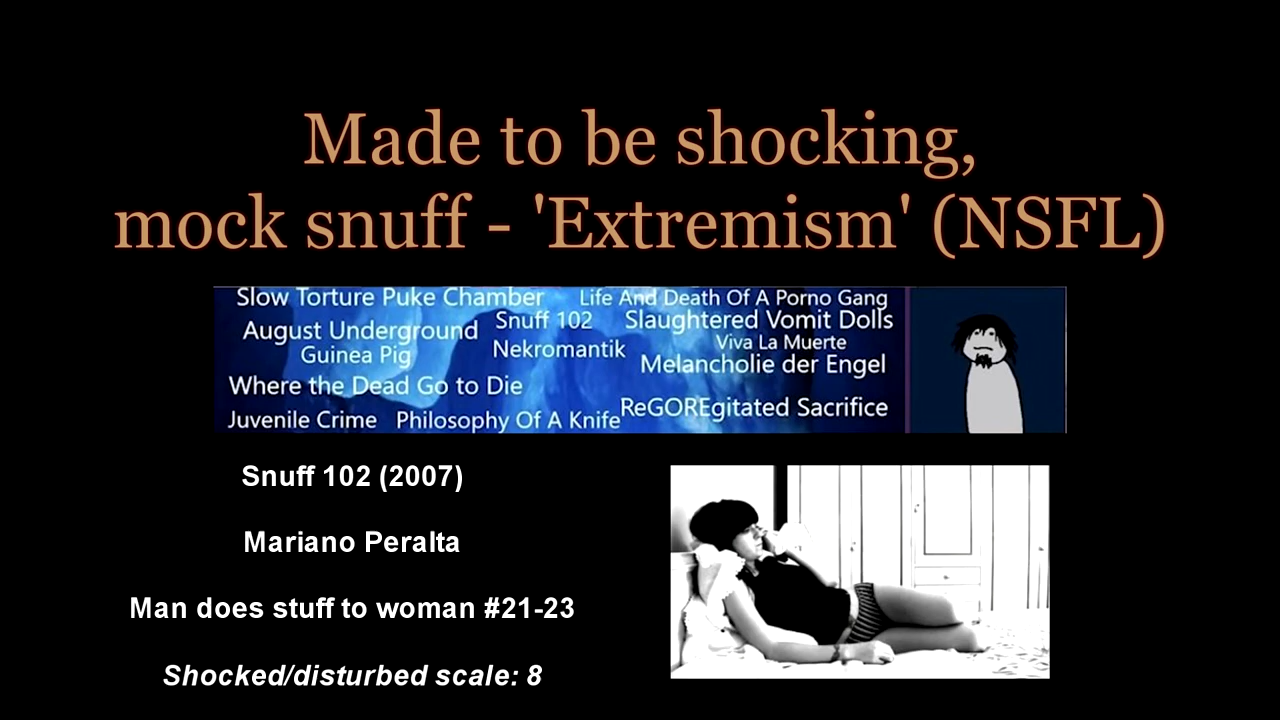 Made to be shocking,
mock snuff - 'Extremism' (NSFL)
Slow Torture Puke Chamber
Life And Death Of A Porno Gang
August Underground
Snuff 102
Slaughtered Vomit Dolls
Guinea Pig
Nekromantik
Viva La Muerte
Melancholie der Engel
Where the Dead Go to Die
Juvenile Crime
Philosophy Of A Knife
ReGOREgitated Sacrifice
Snuff 102 (2007)
Mariano Peralta
Man does stuff to woman #21-23
Shocked/disturbed scale: 8